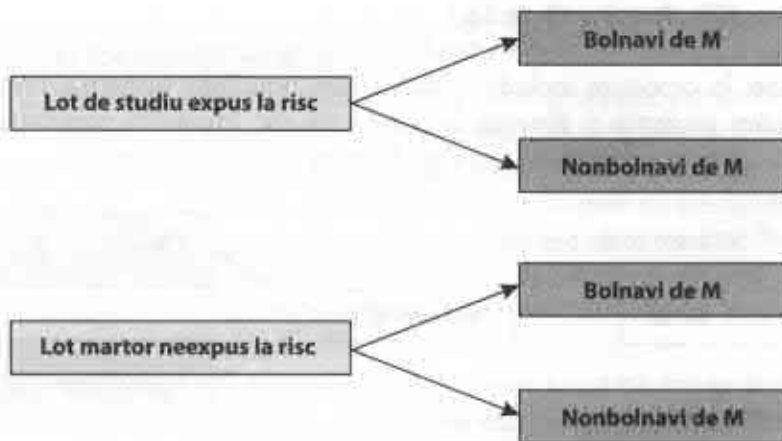 Bolnavi de M
Lot de studiu expus la risc
Nonbolnavi de M
Bolnavi de M
Lot martor neexpus la risc
Nonbolnavi de M